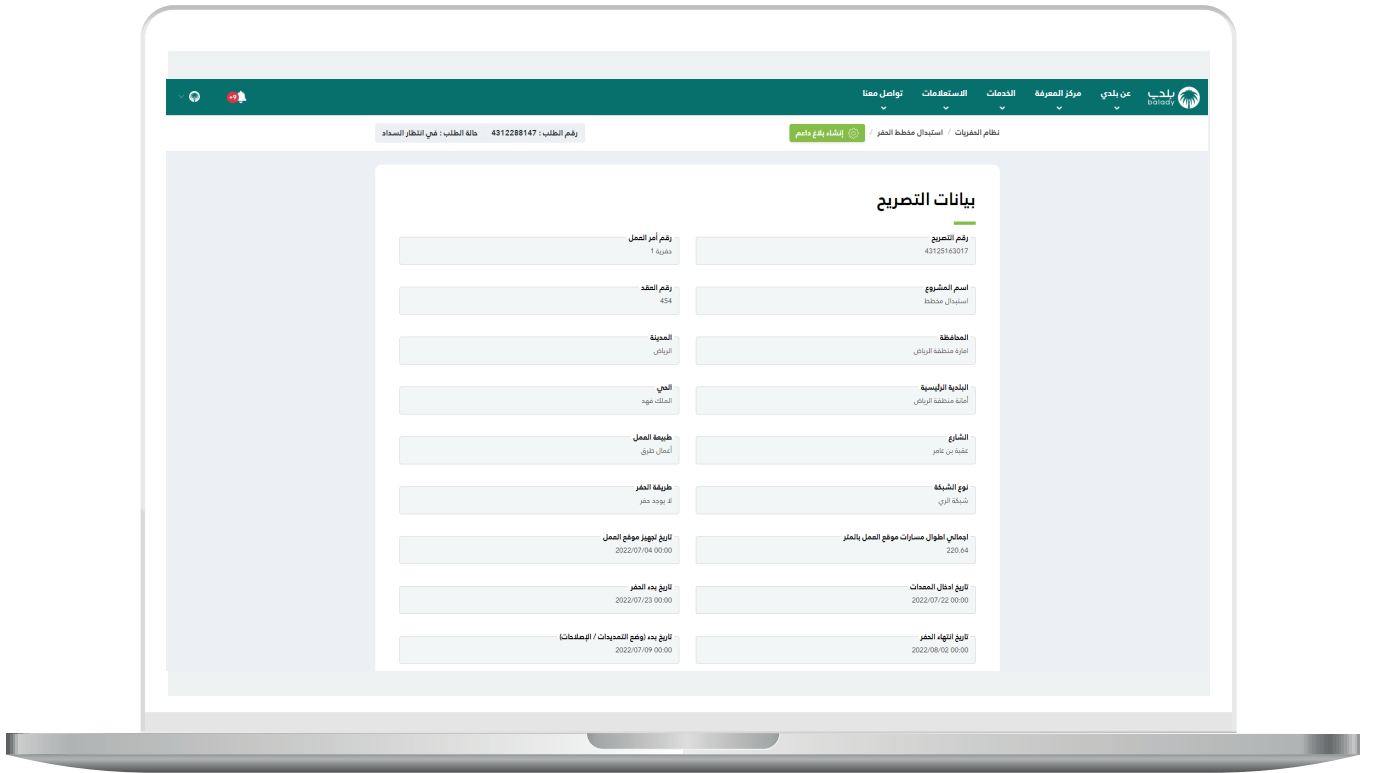 بلدي
balady
عن بلدي
مركز المعرفة
الخدمات
الاستعلامات
تواصل معنا
+9
نظام الحفريات / استبدال مخطط الحفر /
إنشاء بلاغ داعم
رقم الطلب : 4312288147 حالة الطلب : في انتظار السداد
بيانات التصريح
رقم التصريح
43125163017
رقم أمر العمل
حفرية 1
اسم المشروع
استبدال مخطط
رقم العقد
454
المحافظة
امارة منطقة الرياض
المدينة
الرياض
البلدية الرئيسية
أمانة منطقة الرياض
الحي
الملك فهد
الشارع
عقبة بن عامر
طبيعة العمل
أعمال طرق
نوع الشبكة
شبكة الري
طريقة الحفر
لا يوجد حفر
اجمالي اطوال مسارات موقع العمل بالمتر
220.64
تاريخ تجهيز موقع العمل
2022/07/04 00:00
تاريخ ادخال المعدات
2022/07/22 00:00
تاريخ بدء الحفر
2022/07/23 00:00
تاريخ انتهاء الحفر
2022/08/02 00:00
تاريخ بدء (وضع التمديدات / الإصلاحات)
2022/07/09 00:00